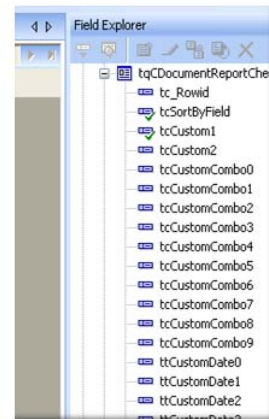 Field Explorer
tqCDocumentReportChe
tc_Rowid
tcSortByField
tcCustom1
tcCustom2
tcCustomCombo0
tcCustomCombo1
tcCustomCombo2
tcCustomCombo3
tcCustomCombo4
tcCustomCombo5
tcCustomCombo6
tcCustomCombo7
tcCustomCombo8
tcCustomCombo9
ttCustomDate0
ttCustomDate1
ttCustomDate2